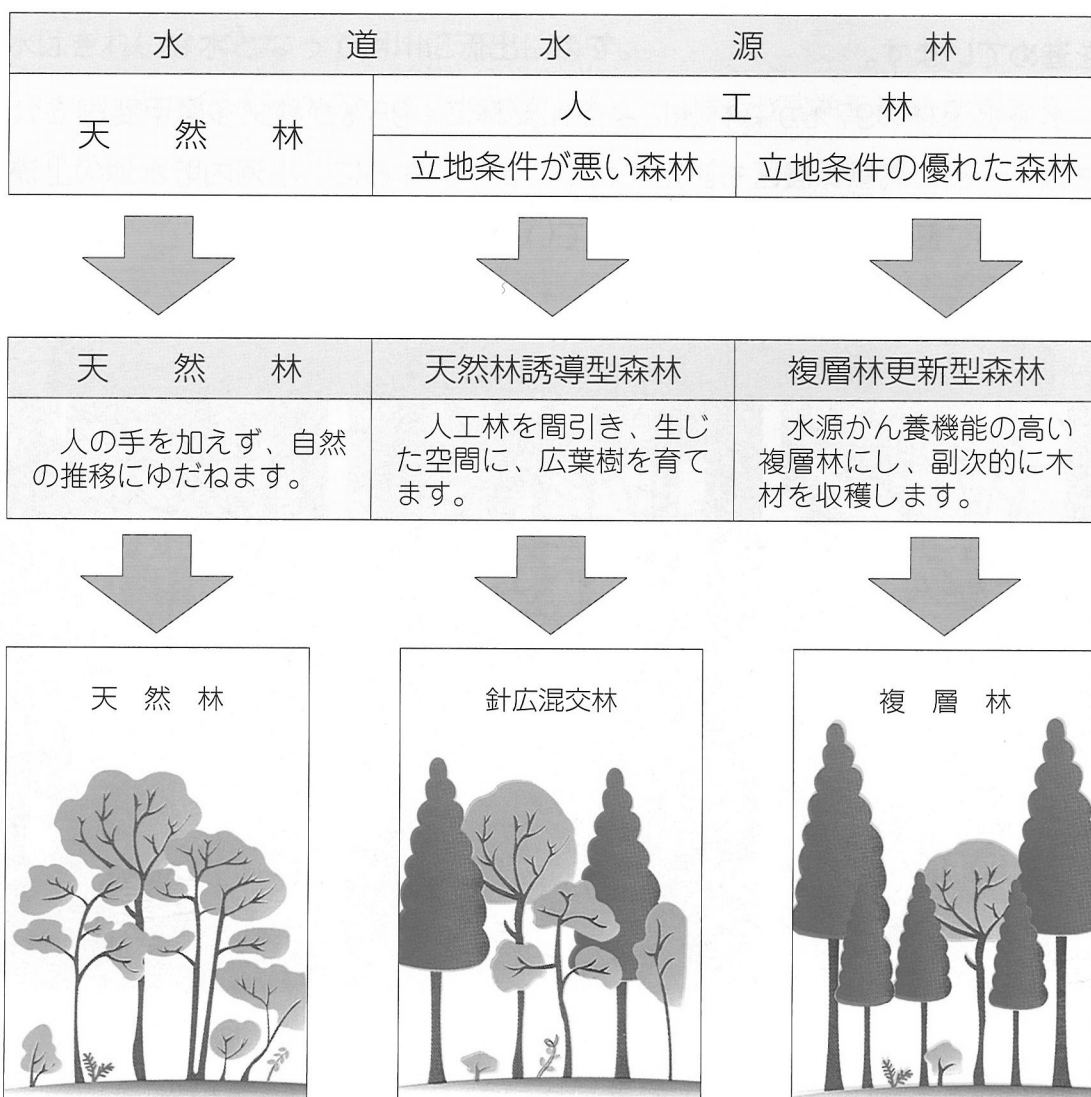 水道水源林
天然林
人工林
立地条件が悪い森林
立地条件の優れた森林
天然林
天然林誘導型森林
複層林更新型森林
人の手を加えず、自然
の推移にゆだねます。
人工林を間引き、生じ
た空間に、広葉樹を育て
ます。
水源かん養機能の高い
複層林にし、副次的に木
材を収穫します。
天然林
針広混交林
複層林